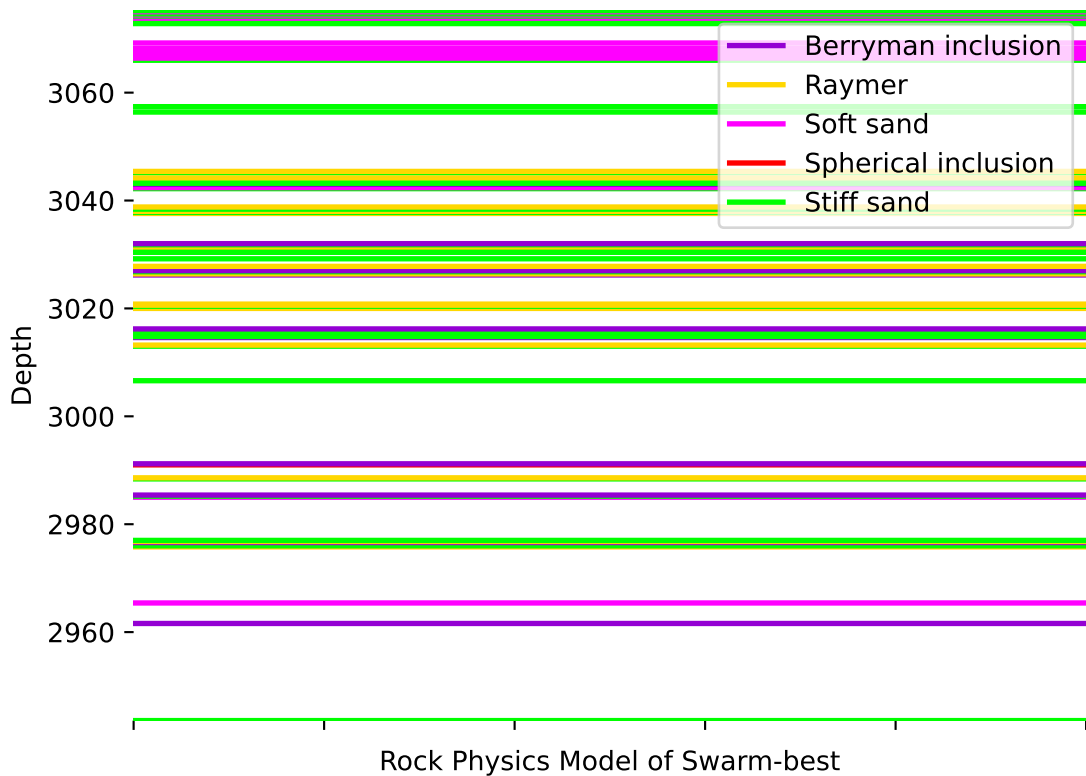 Berryman inclusion
Raymer
Soft sand
Spherical inclusion
Stiff sand
3060
3040
3020
3000
2980
2960
Depth
Rock Physics Model of Swarm-best